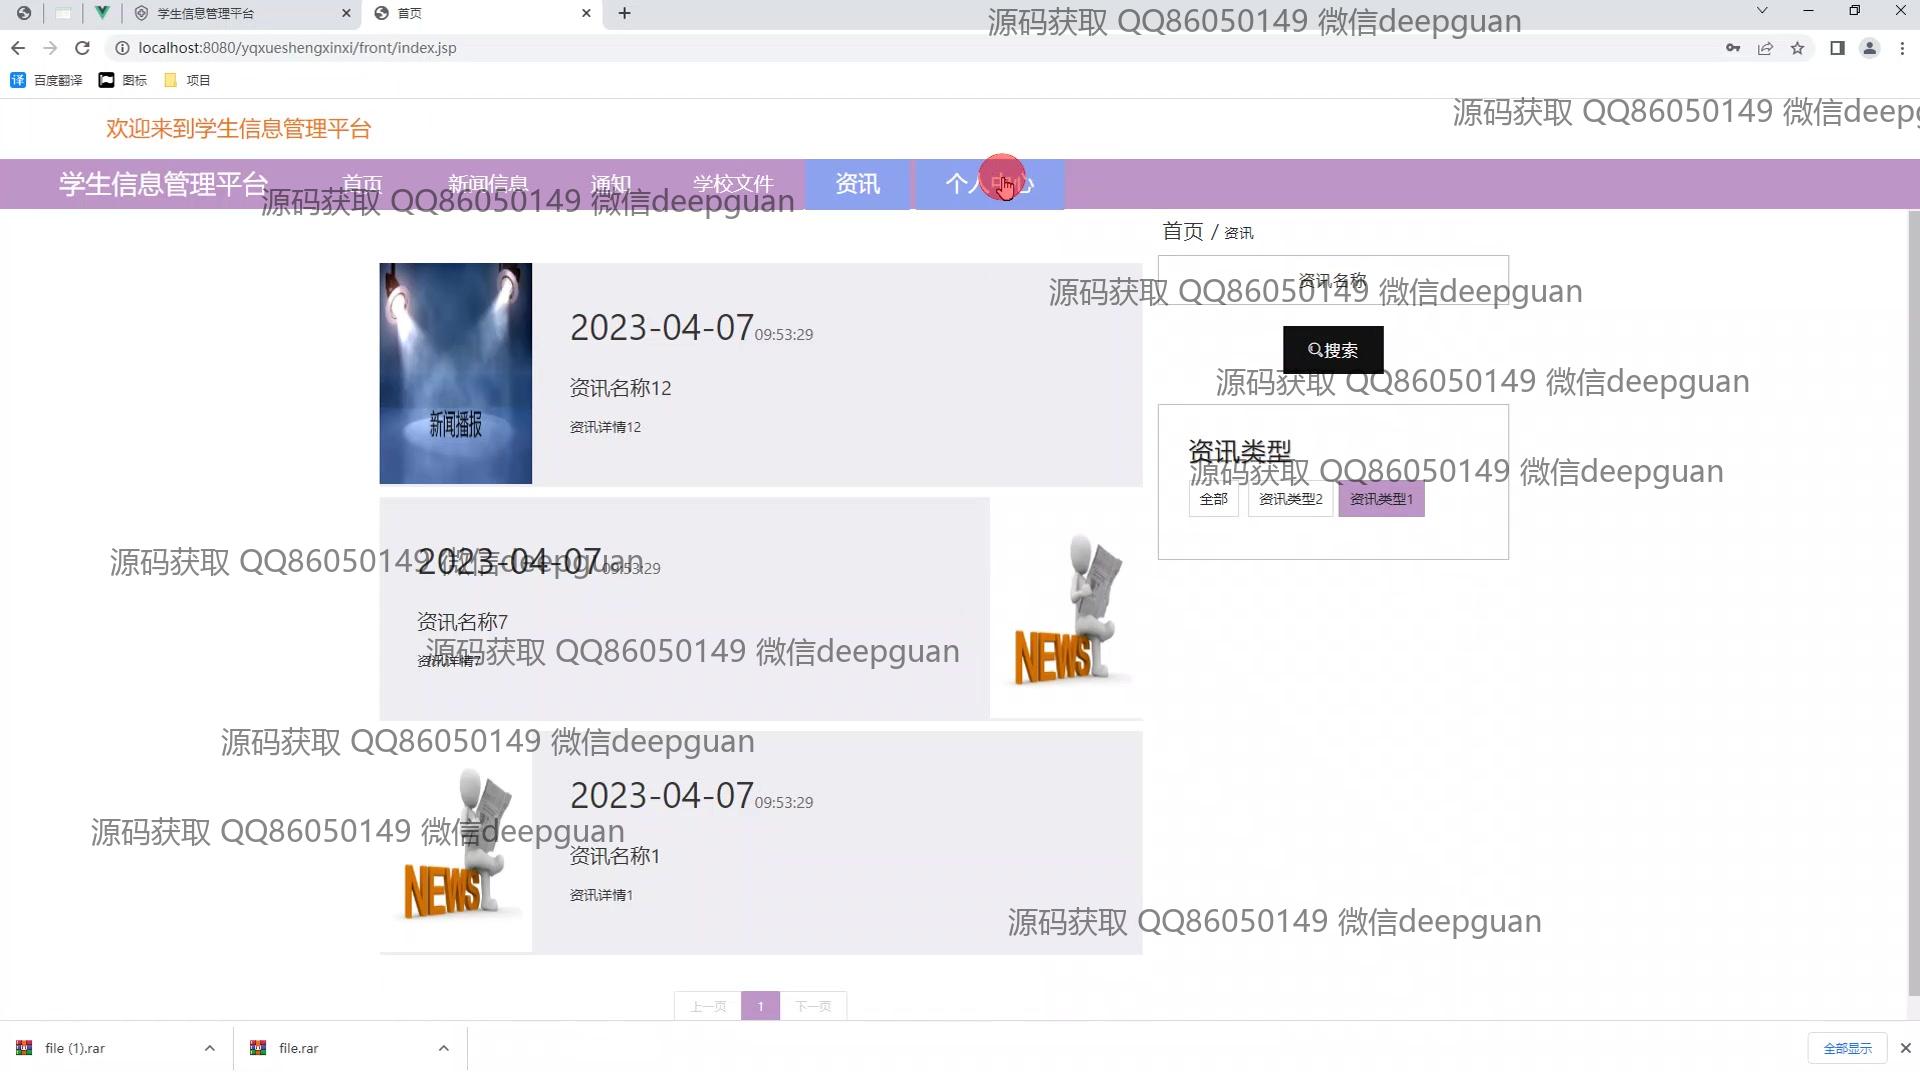 学生信息管理平台
首页
源码获取 QQ86050149 微信deepguan
localhost:8080/yqxueshengxinxi/front/index.jsp
百度翻译 图标 项目
源码获取 QQ86050149 微信deepg
欢迎来到学生信息管理平台
学生信息管理平台 首页 新闻信息 通知 学校文件 资讯 个人中心
源码获取 QQ86050149 微信deepguan
首页 / 资讯
资讯名称
源码获取 QQ86050149 微信deepguan
2023-04-07 09:53:29
搜索
资讯名称12
源码获取 QQ86050149 微信deepguan
资讯详情12
新闻播报
资讯类型
源码获取 QQ86050149 微信deepguan
全部 资讯类型2 资讯类型1
源码获取 QQ86050149 微信deepguan
2023-04-07 09:53:29
资讯名称7
源码获取 QQ86050149 微信deepguan
资讯详情7
NEWS
源码获取 QQ86050149 微信deepguan
2023-04-07 09:53:29
源码获取 QQ86050149 微信deepguan
资讯名称1
资讯详情1
NEWS
源码获取 QQ86050149 微信deepguan
上一页 1 下一页
file (1).rar
file.rar
全部显示